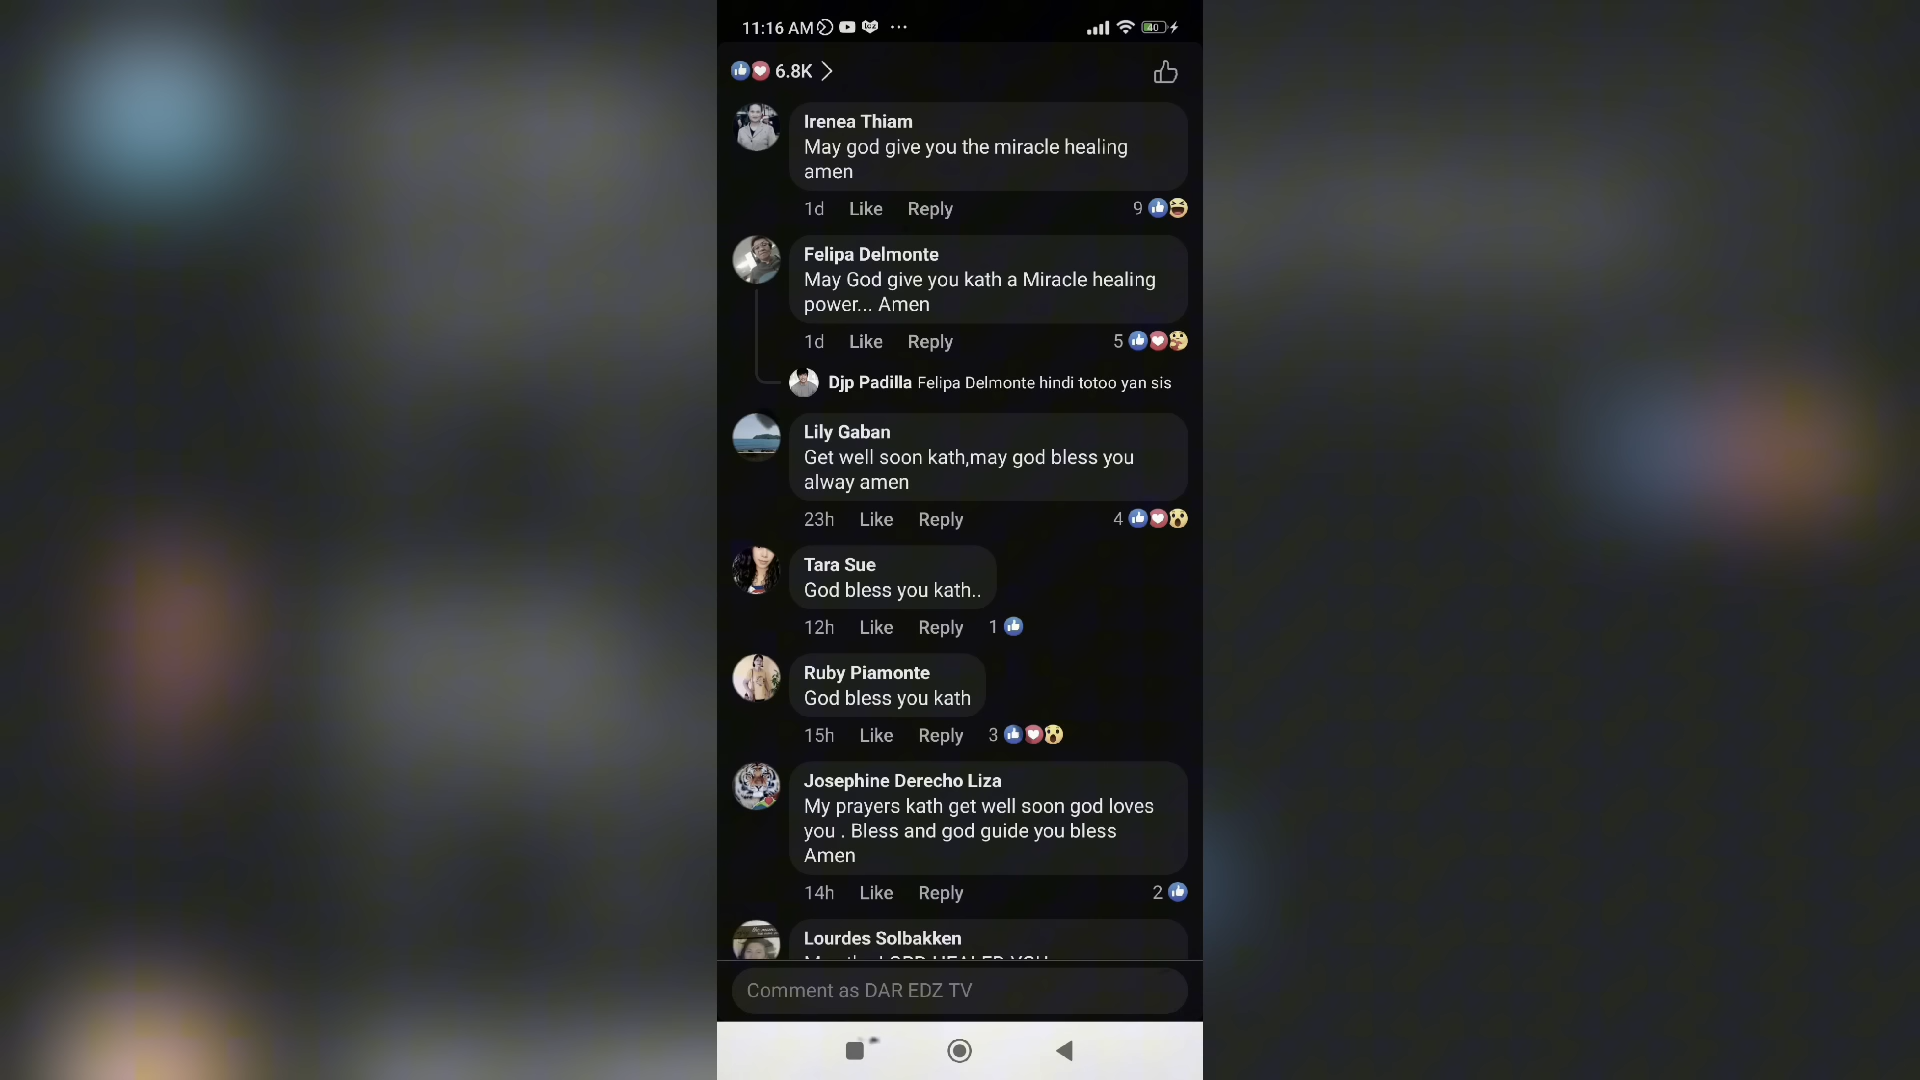 11:16 AM
40
6.8K
Irenea Thiam
May god give you the miracle healing
amen
1d Like Reply 9
Felipa Delmonte
May God give you kath a Miracle healing
power... Amen
1d Like Reply 5
Djp Padilla Felipa Delmonte hindi totoo yan sis
Lily Gaban
Get well soon kath,may god bless you
alway amen
23h Like Reply 4
Tara Sue
God bless you kath..
12h Like Reply 1
Ruby Piamonte
God bless you kath
15h Like Reply 3
Josephine Derecho Liza
My prayers kath get well soon god loves
you . Bless and god guide you bless
Amen
14h Like Reply 2
Lourdes Solbakken
Comment as DAR EDZ TV